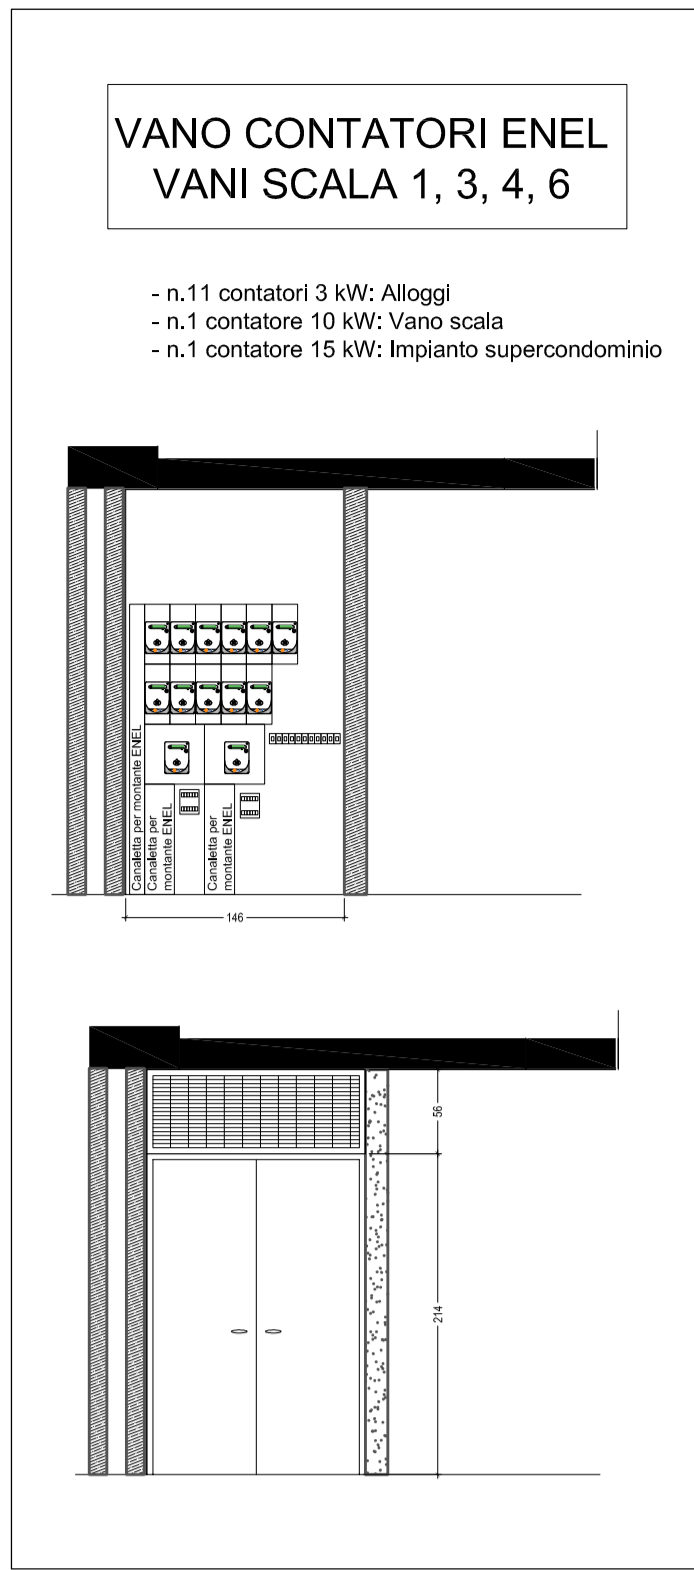 VANO CONTATORI ENEL
VANI SCALA 1, 3, 4, 6
- n.11 contatori 3 kW: Alloggi
- n.1 contatore 10 kW: Vano scala
- n.1 contatore 15 kW: Impianto supercondominio
Canaletta per montante ENEL
Canaletta per
montante ENEL
Canaletta per
montante ENEL
146
56
214